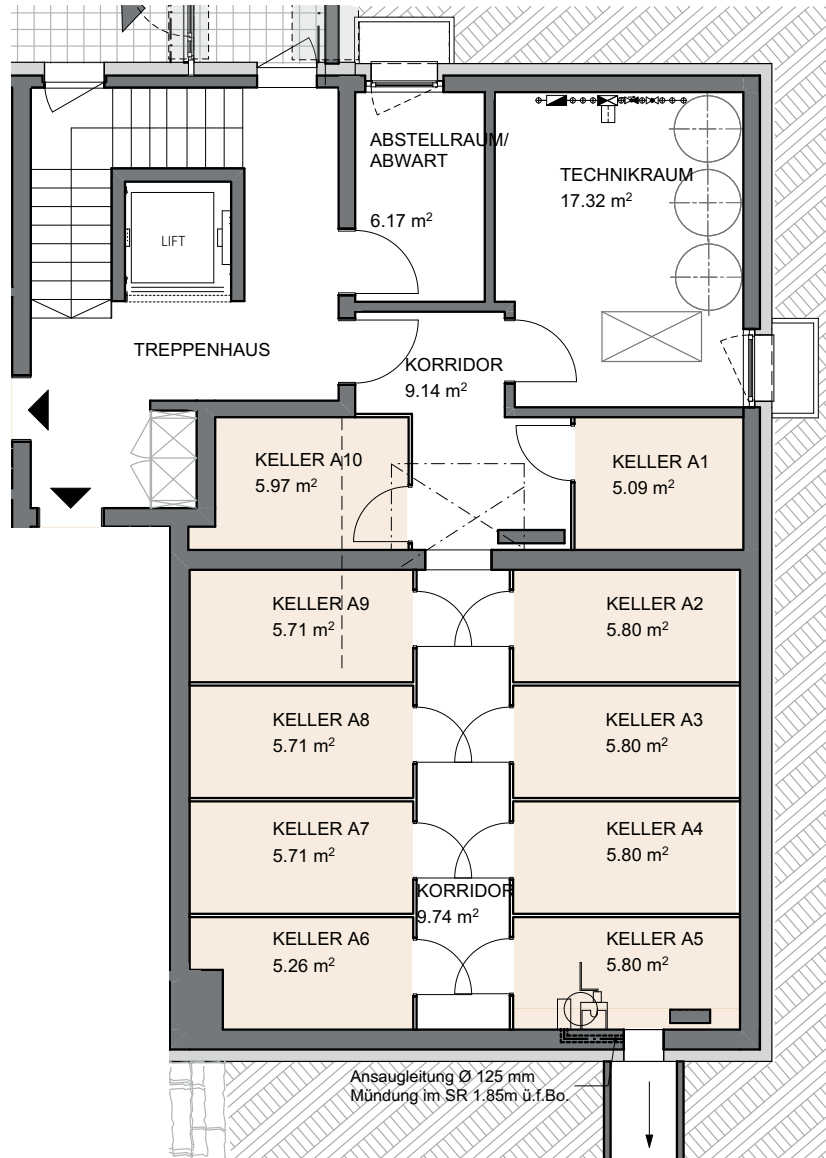 ABSTELLRAUM/
ABWART
6.17 m²
TECHNIKRAUM
17.32 m²
LIFT
TREPPENHAUS
KORRIDOR
9.14 m²
KELLER A10
5.97 m²
KELLER A1
5.09 m²
KELLER A9
5.71 m²
KELLER A2
5.80 m²
KELLER A8
5.71 m²
KELLER A3
5.80 m²
KELLER A7
5.71 m²
KELLER A4
5.80 m²
KORRIDOR
9.74 m²
KELLER A6
5.26 m²
KELLER A5
5.80 m²
Ansaugleitung Ø 125 mm
Mündung im SR 1.85m ü.f.Bo.